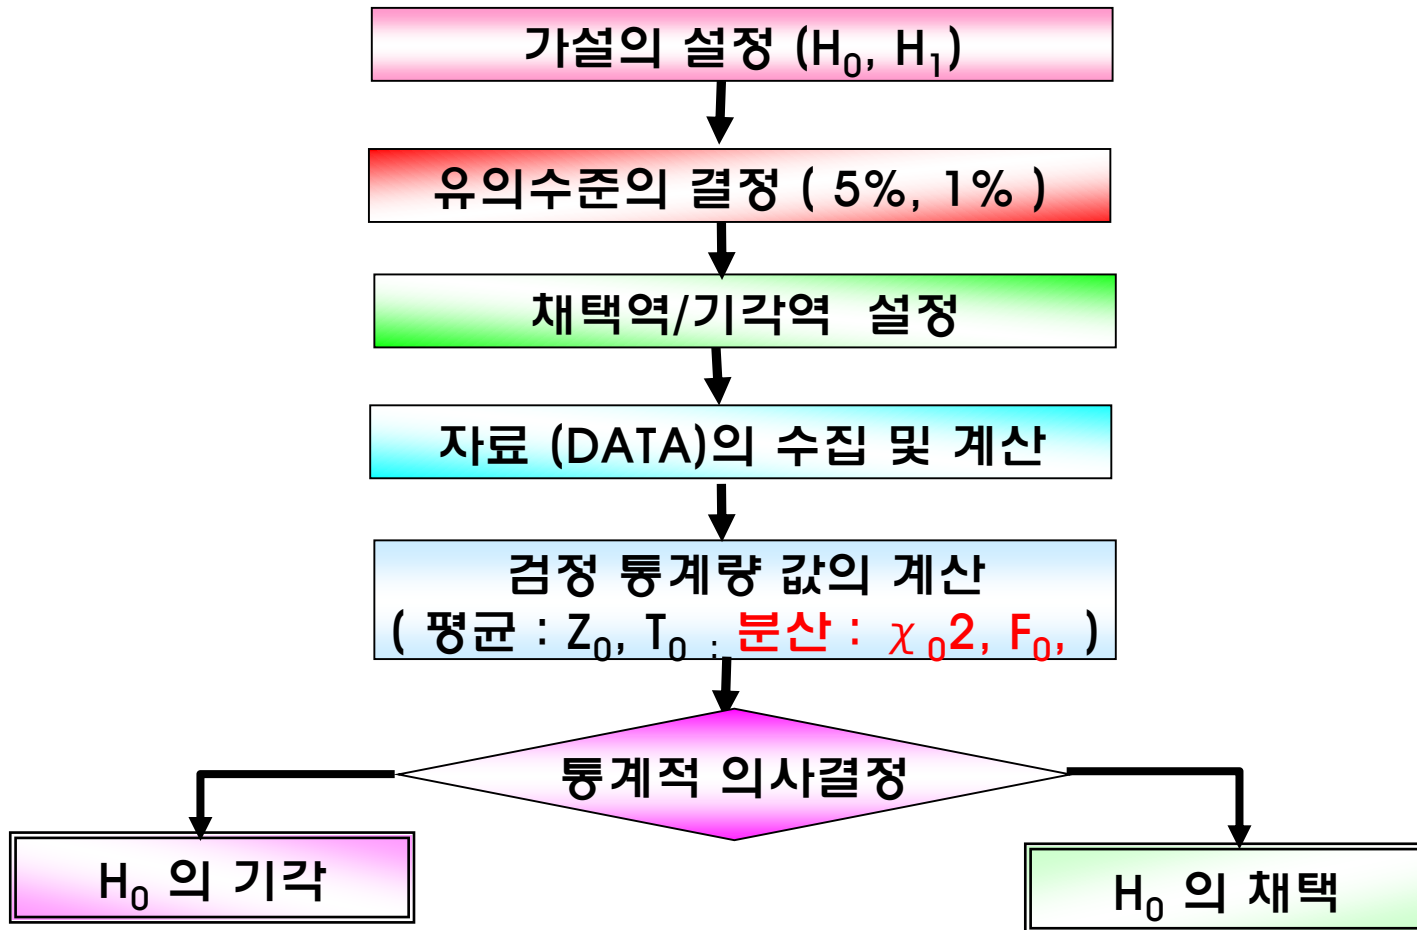 가설의 설정 (H₀, H₁)
유의수준의 결정 ( 5%, 1% )
채택역/기각역 설정
자료 (DATA)의 수집 및 계산
검정 통계량 값의 계산
( 평균 : Z₀, T₀ ; 분산 : χ₀2, F₀, )
통계적 의사결정
H₀ 의 기각
H₀ 의 채택